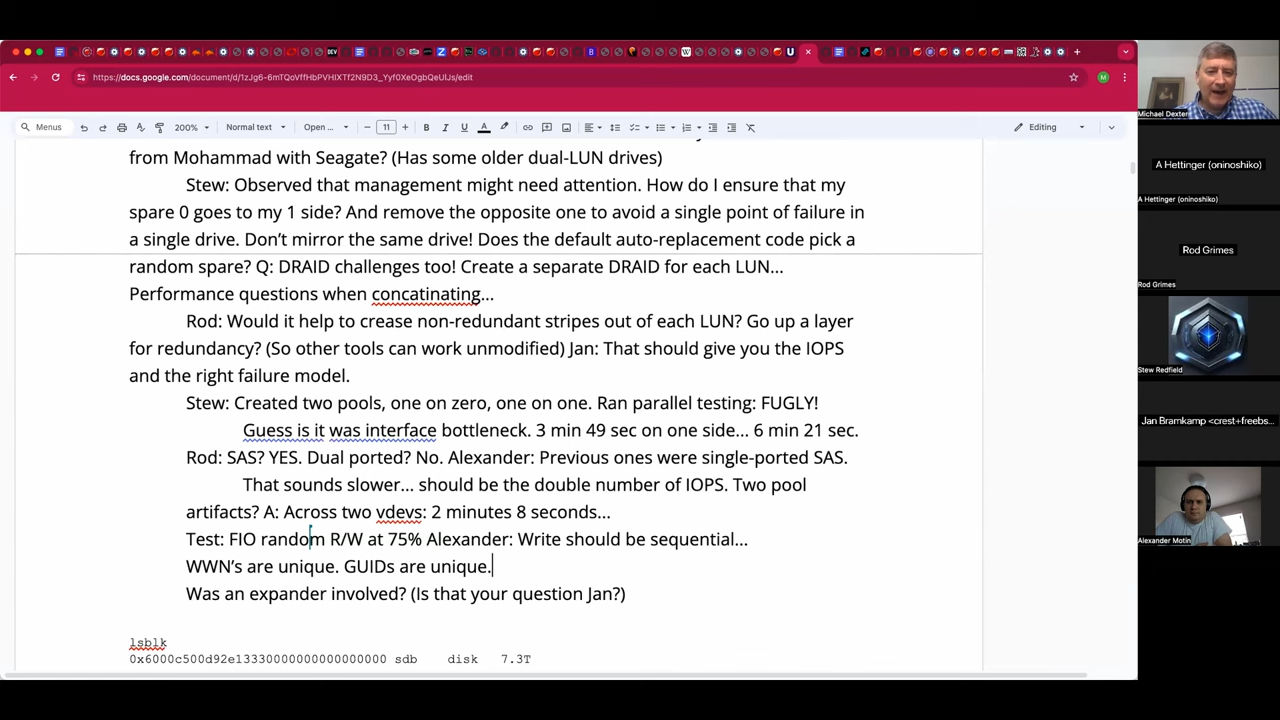 https://docs.google.com/document/d/1zJg6-6mTQoVffHbPVHIXTf2N9D3_Yyf0XeOgbQeUIJs/edit
Menus
200%
Normal text
Open ...
11
Editing
from Mohammad with Seagate? (Has some older dual-LUN drives)
Stew: Observed that management might need attention. How do I ensure that my
spare 0 goes to my 1 side? And remove the opposite one to avoid a single point of failure in
a single drive. Don't mirror the same drive! Does the default auto-replacement code pick a
random spare? Q: DRAID challenges too! Create a separate DRAID for each LUN...
Performance questions when concatinating...
Rod: Would it help to crease non-redundant stripes out of each LUN? Go up a layer
for redundancy? (So other tools can work unmodified) Jan: That should give you the IOPS
and the right failure model.
Stew: Created two pools, one on zero, one on one. Ran parallel testing: FUGLY!
Guess is it was interface bottleneck. 3 min 49 sec on one side... 6 min 21 sec.
Rod: SAS? YES. Dual ported? No. Alexander: Previous ones were single-ported SAS.
That sounds slower... should be the double number of IOPS. Two pool
artifacts? A: Across two vdevs: 2 minutes 8 seconds...
Test: FIO random R/W at 75% Alexander: Write should be sequential...
WWN's are unique. GUIDs are unique.
Was an expander involved? (Is that your question Jan?)
lsblk
0x6000c500d92e13330000000000000000 sdb disk 7.3T
Michael Dexter
A Hettinger (oninoshiko)
A Hettinger (oninoshiko)
Rod Grimes
Rod Grimes
Stew Redfield
Jan Bramkamp <crest+freebs...
Alexander Motin